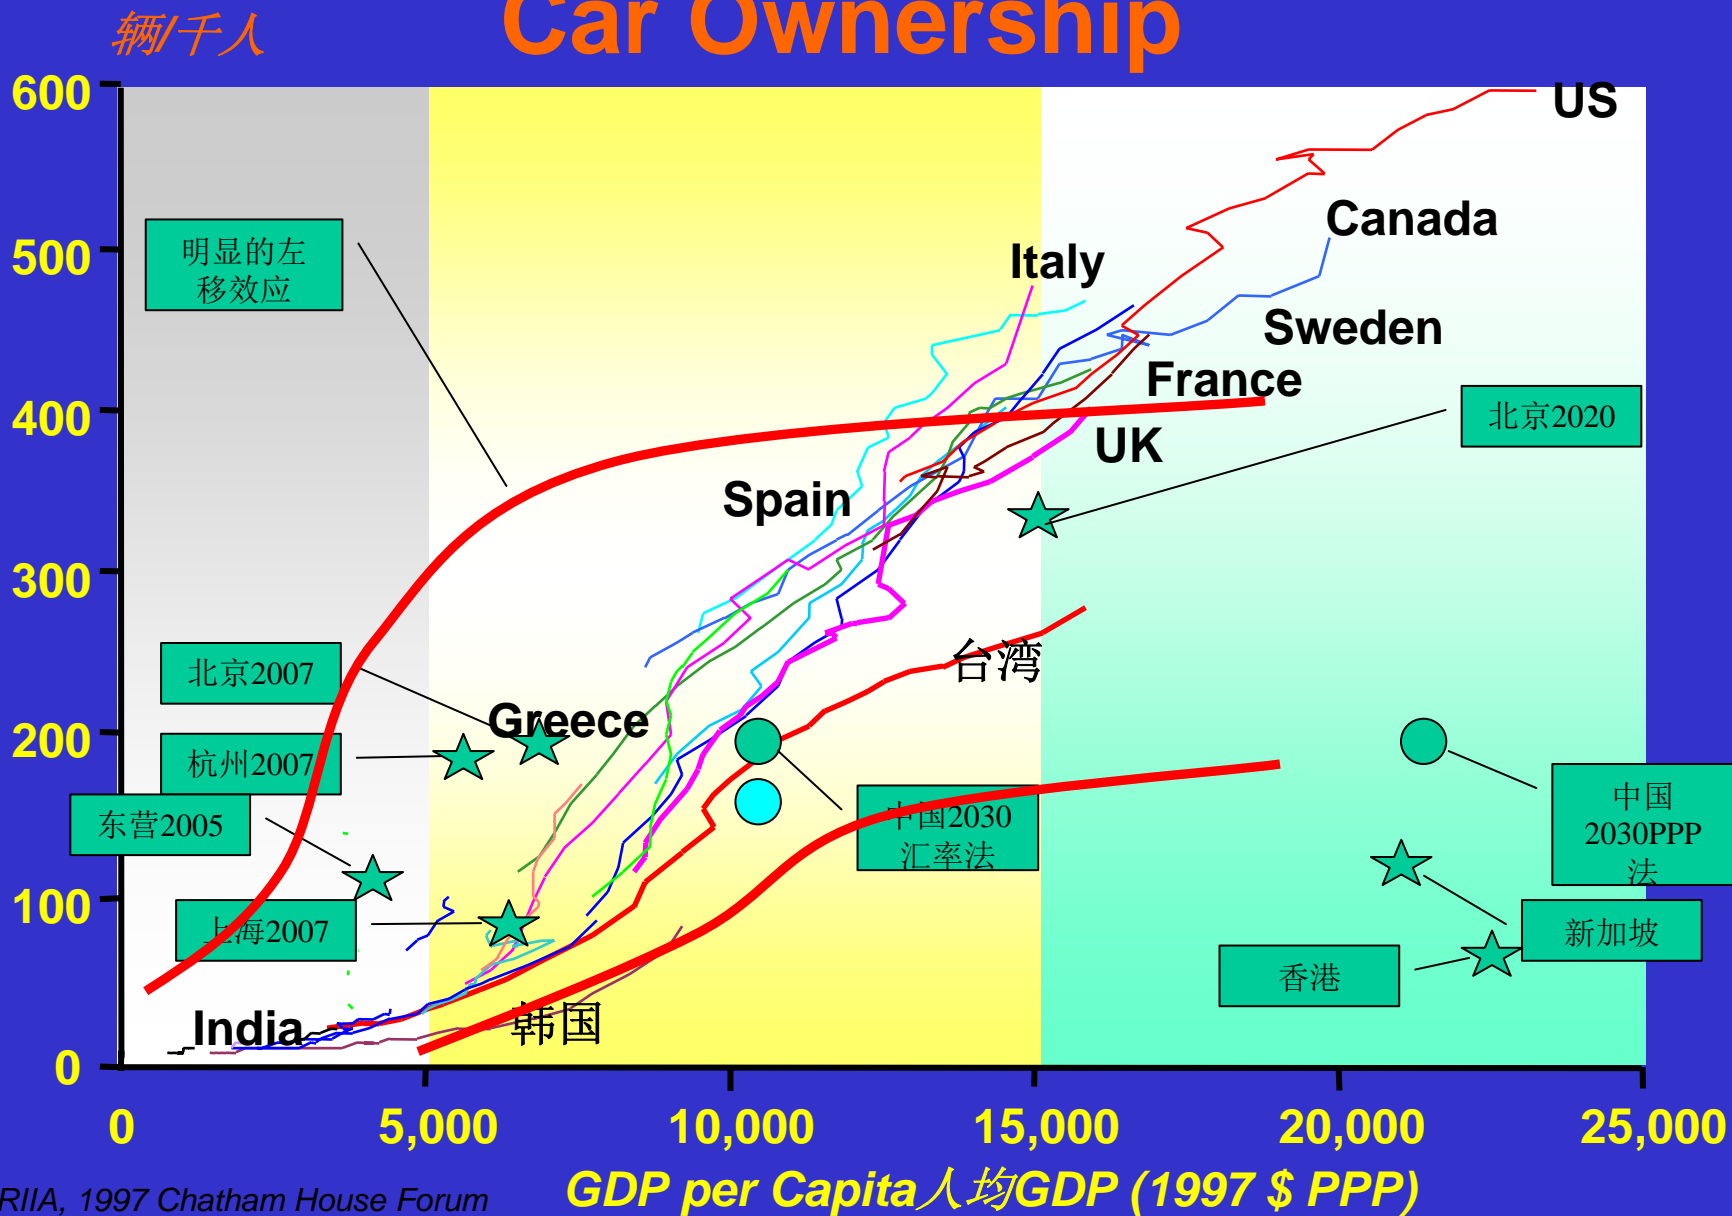 Car Ownership
辆/千人
600
500
400
300
200
100
0
US
Canada
Italy
Sweden
France
UK
Spain
Greece
India
台湾
韩国
明显的左
移效应
北京2020
北京2007
杭州2007
东营2005
上海2007
中国2030
汇率法
中国
2030PPP
法
新加坡
香港
0 5,000 10,000 15,000 20,000 25,000
GDP per Capita人均GDP (1997 $ PPP)
RIIA, 1997 Chatham House Forum